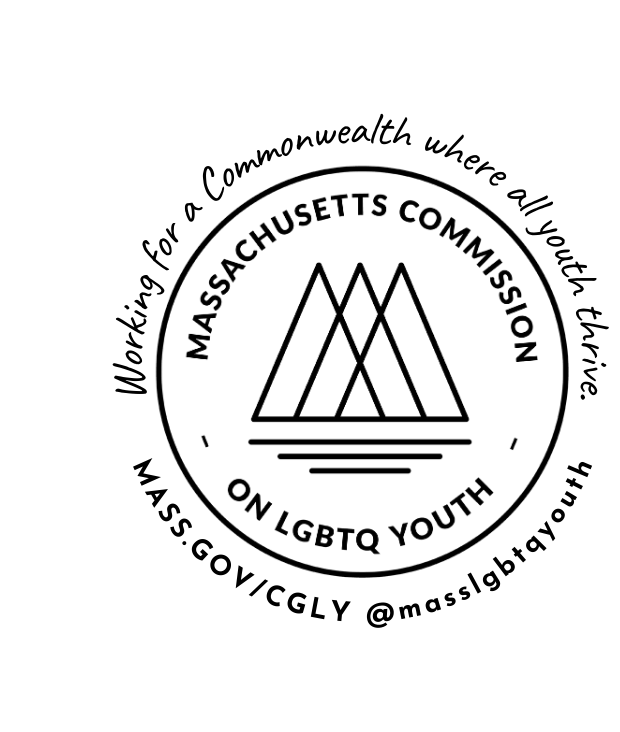 Working for a Commonwealth where all youth thrive.
MASSACHUSETTS COMMISSION
- ON LGBTQ YOUTH -
MASS.GOV/CGLY @masslgbtqyouth